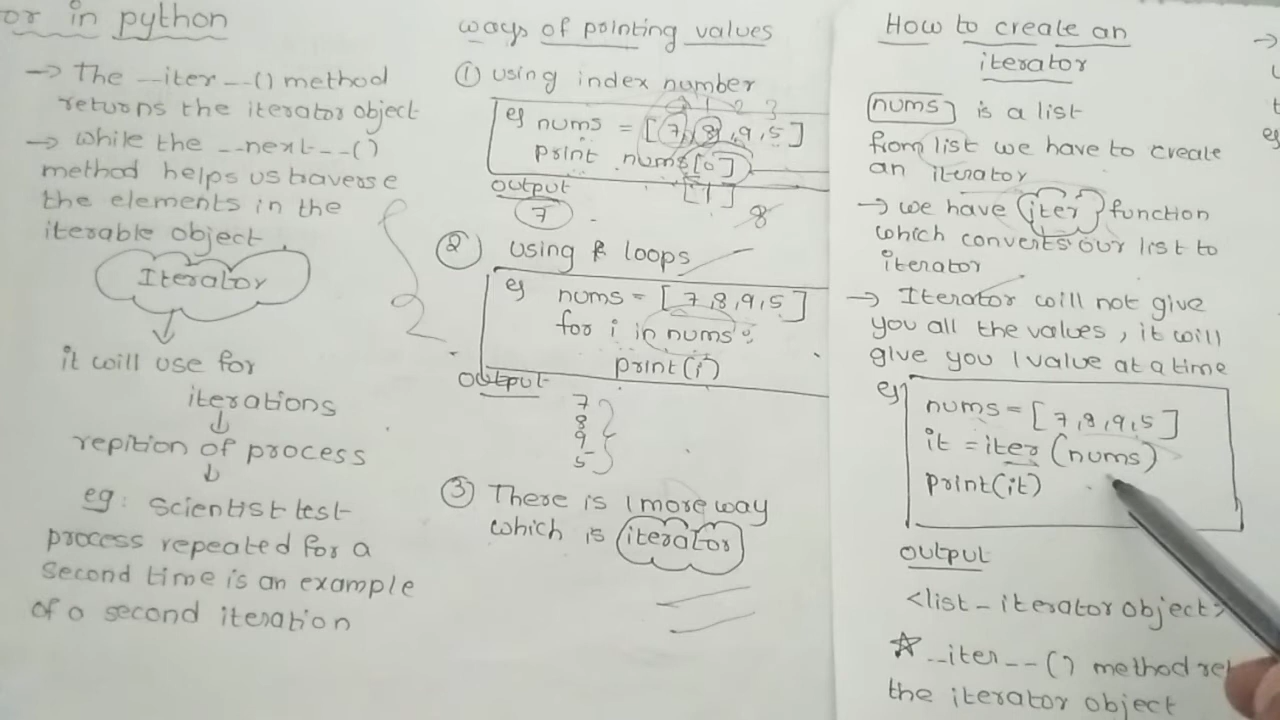 or in python
→ The __iter__() method
returns the iterator object
→ while the __next__()
method helps us traverse
the elements in the
iterable object.
Iterator
it will use for
iterations
repition of process
eg: Scientist test
process repeated for a
second time is an example
of a second iteration
ways of pointing values
① using index number
eg nums = [7,8,9,5]
1 2 3
print nums[0]
[1]
output
7
8
② using loops
eg nums = [7,8,9,5]
for i in nums:
print(i)
output
7
8
9
5
③ There is 1 more way
which is iterator
How to create an
iterator
nums is a list
from list we have to create
an iterator
→ we have iter function
which converts our list to
iterator
→ Iterator will not give
you all the values, it will
give you 1 value at a time
eg
nums = [7,8,9,5]
it = iter(nums)
print(it)
output
<list-iterator object>
☆ __iter__() method ret
the iterator object
→
eg